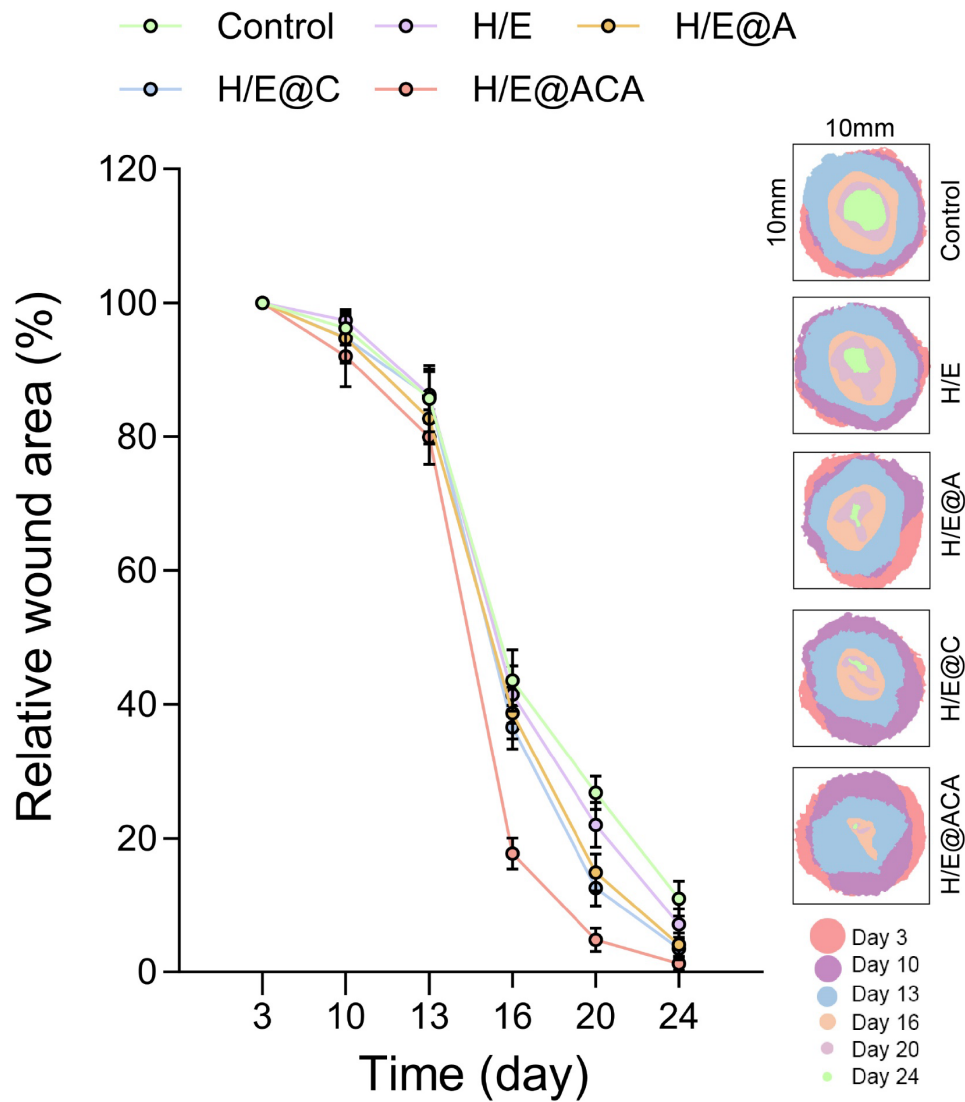 Control H/E H/E@A
H/E@C H/E@ACA
10mm
10mm
Control
H/E
H/E@A
H/E@C
H/E@ACA
Relative wound area (%)
120
100
80
60
40
20
0
3 10 13 16 20 24
Time (day)
Day 3
Day 10
Day 13
Day 16
Day 20
Day 24